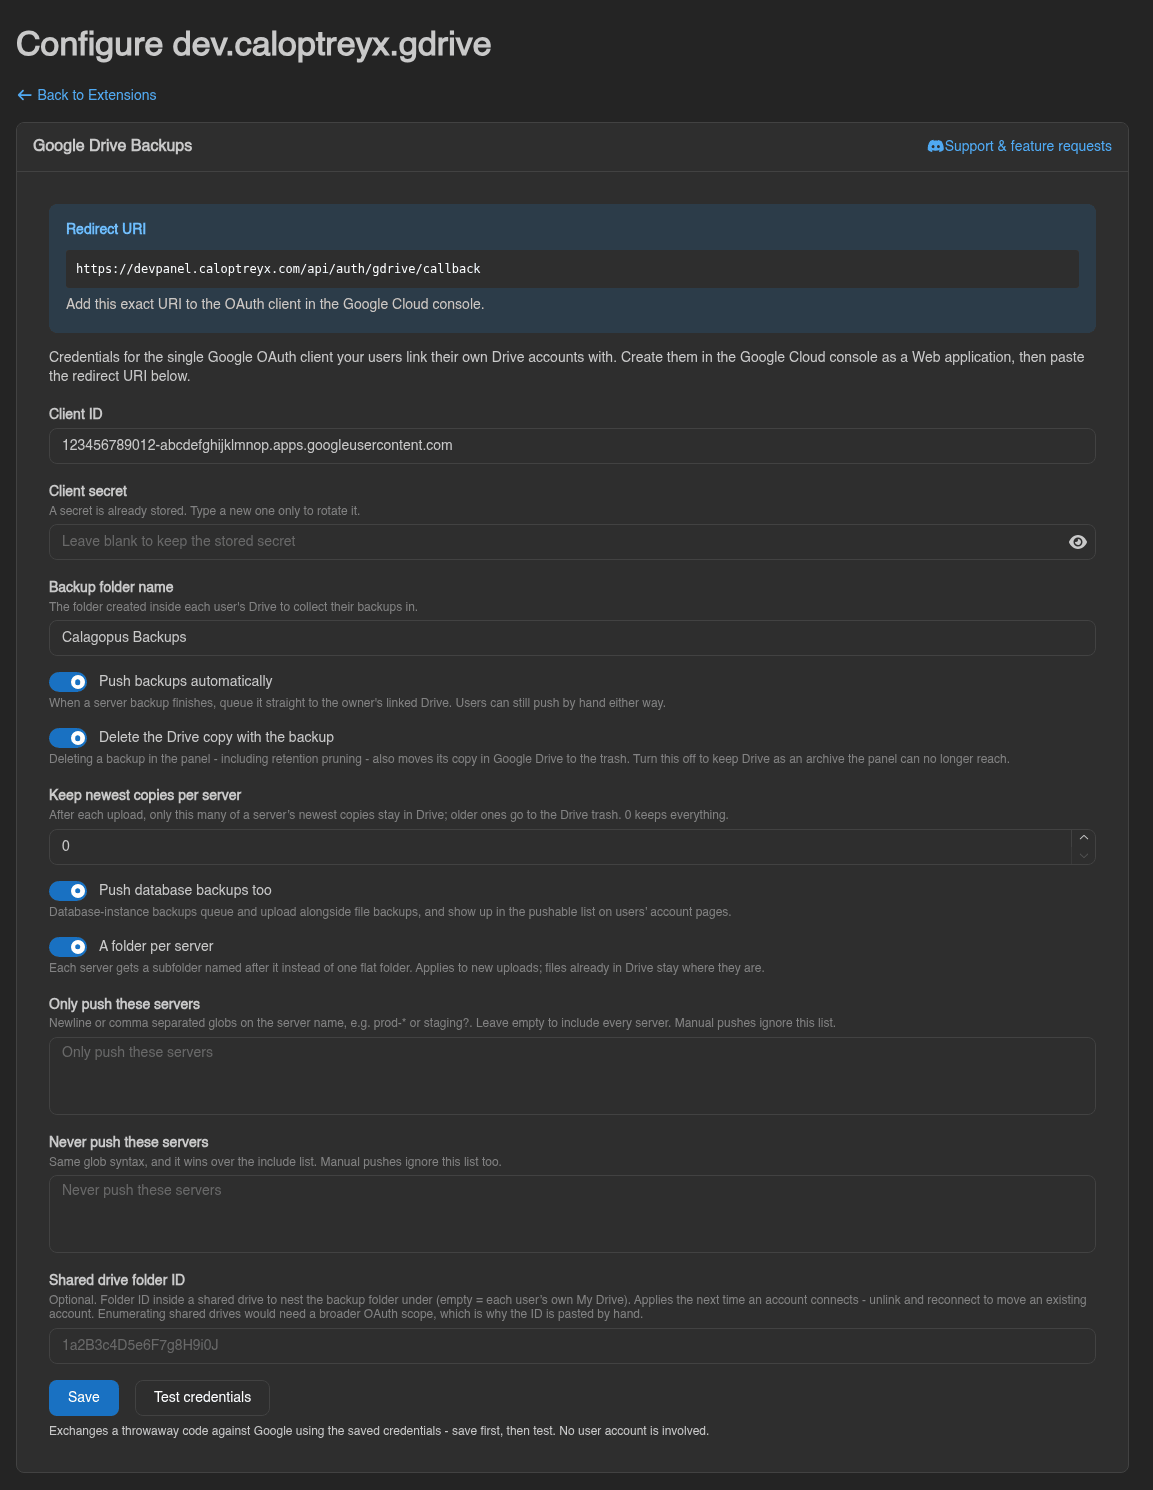 Configure dev.caloptreyx.gdrive
Back to Extensions
Google Drive Backups
Support & feature requests
Redirect URI
https://devpanel.caloptreyx.com/api/auth/gdrive/callback
Add this exact URI to the OAuth client in the Google Cloud console.
Credentials for the single Google OAuth client your users link their own Drive accounts with. Create them in the Google Cloud console as a Web application, then paste
the redirect URI below.
Client ID
123456789012-abcdefghijklmnop.apps.googleusercontent.com
Client secret
A secret is already stored. Type a new one only to rotate it.
Leave blank to keep the stored secret
Backup folder name
The folder created inside each user's Drive to collect their backups in.
Calagopus Backups
Push backups automatically
When a server backup finishes, queue it straight to the owner's linked Drive. Users can still push by hand either way.
Delete the Drive copy with the backup
Deleting a backup in the panel - including retention pruning - also moves its copy in Google Drive to the trash. Turn this off to keep Drive as an archive the panel can no longer reach.
Keep newest copies per server
After each upload, only this many of a server's newest copies stay in Drive; older ones go to the Drive trash. 0 keeps everything.
0
Push database backups too
Database-instance backups queue and upload alongside file backups, and show up in the pushable list on users' account pages.
A folder per server
Each server gets a subfolder named after it instead of one flat folder. Applies to new uploads; files already in Drive stay where they are.
Only push these servers
Newline or comma separated globs on the server name, e.g. prod-* or staging?. Leave empty to include every server. Manual pushes ignore this list.
Only push these servers
Never push these servers
Same glob syntax, and it wins over the include list. Manual pushes ignore this list too.
Never push these servers
Shared drive folder ID
Optional. Folder ID inside a shared drive to nest the backup folder under (empty = each user's own My Drive). Applies the next time an account connects - unlink and reconnect to move an existing
account. Enumerating shared drives would need a broader OAuth scope, which is why the ID is pasted by hand.
1a2B3c4D5e6F7g8H9i0J
Save
Test credentials
Exchanges a throwaway code against Google using the saved credentials - save first, then test. No user account is involved.